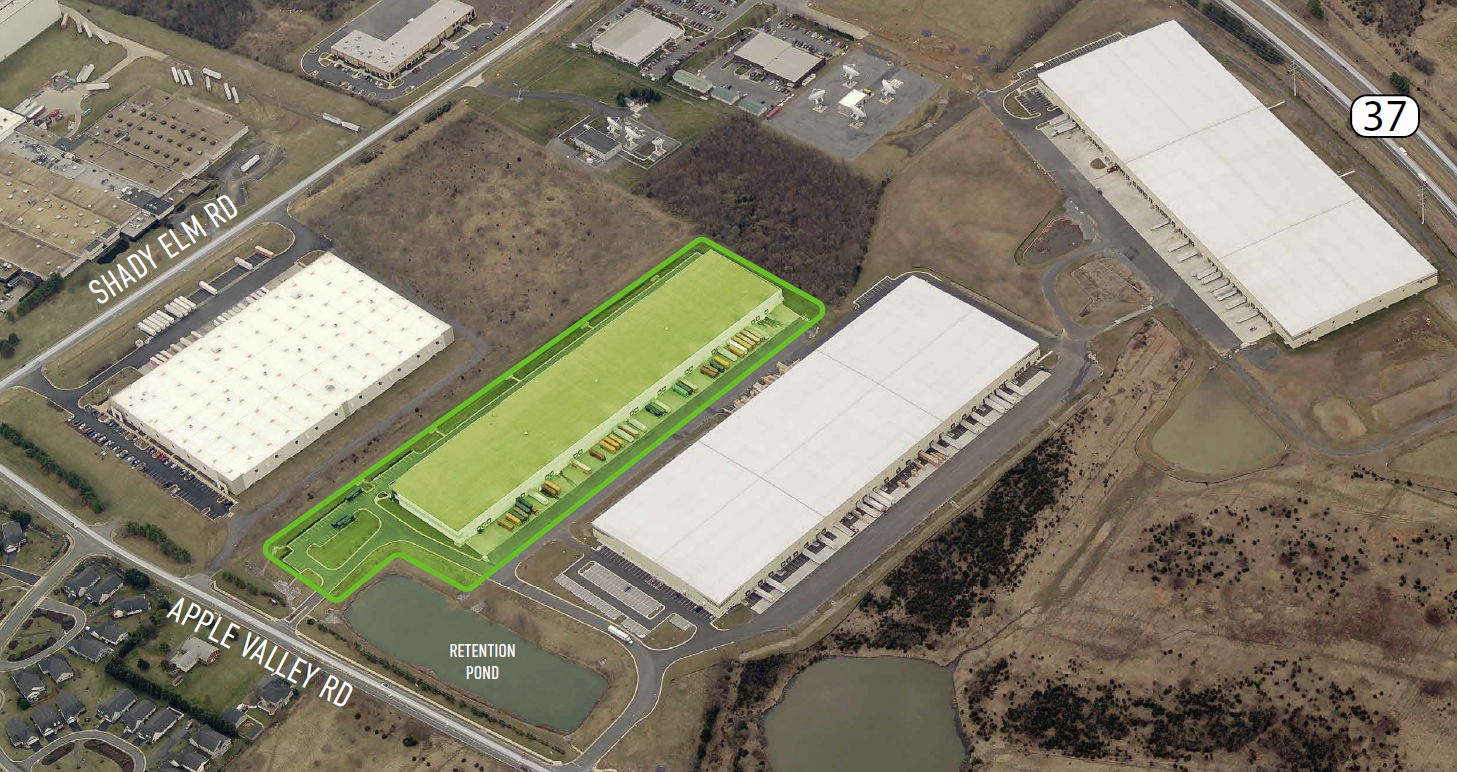 37
SHADY ELM RD
RETENTION
POND
APPLE VALLEY RD